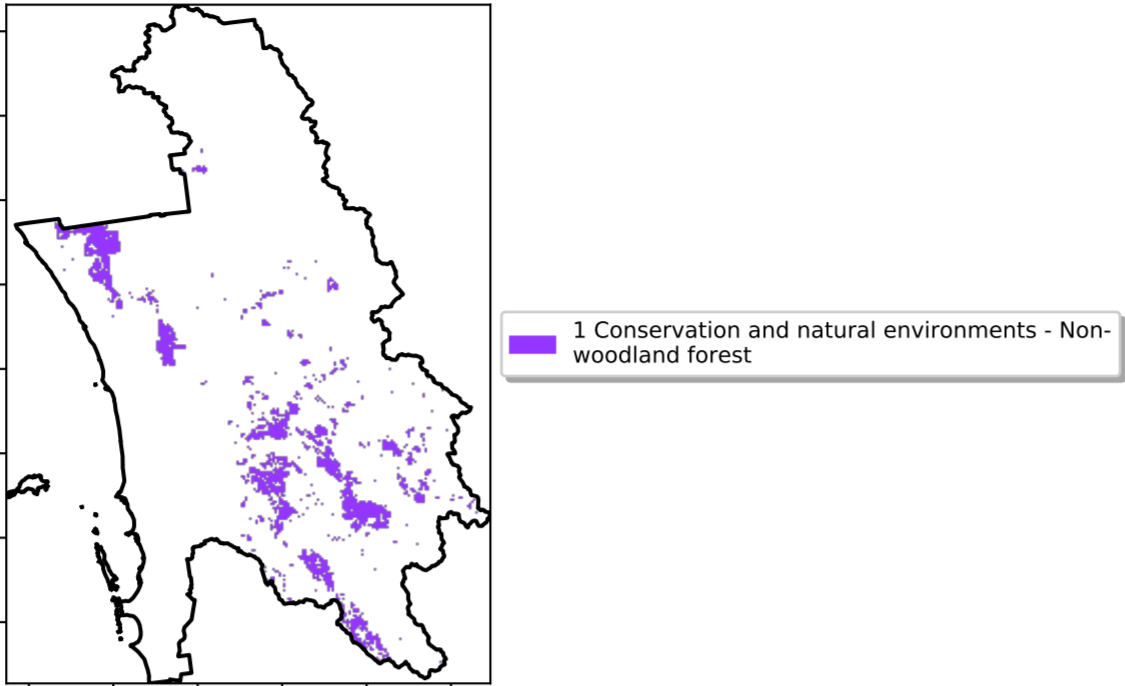 1 Conservation and natural environments - Non-
woodland forest